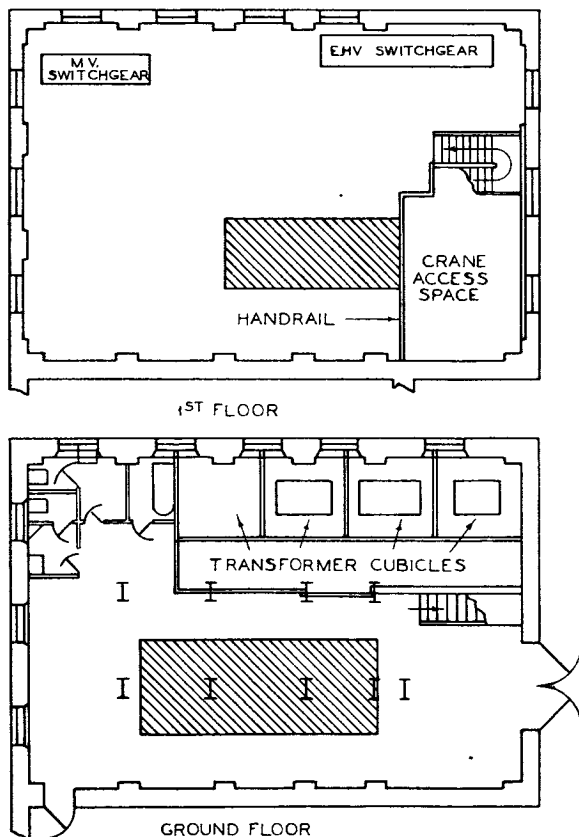 M.V.
SWITCHGEAR
EHV SWITCHGEAR
CRANE
ACCESS
SPACE
HANDRAIL
1ST FLOOR
TRANSFORMER CUBICLES
GROUND FLOOR